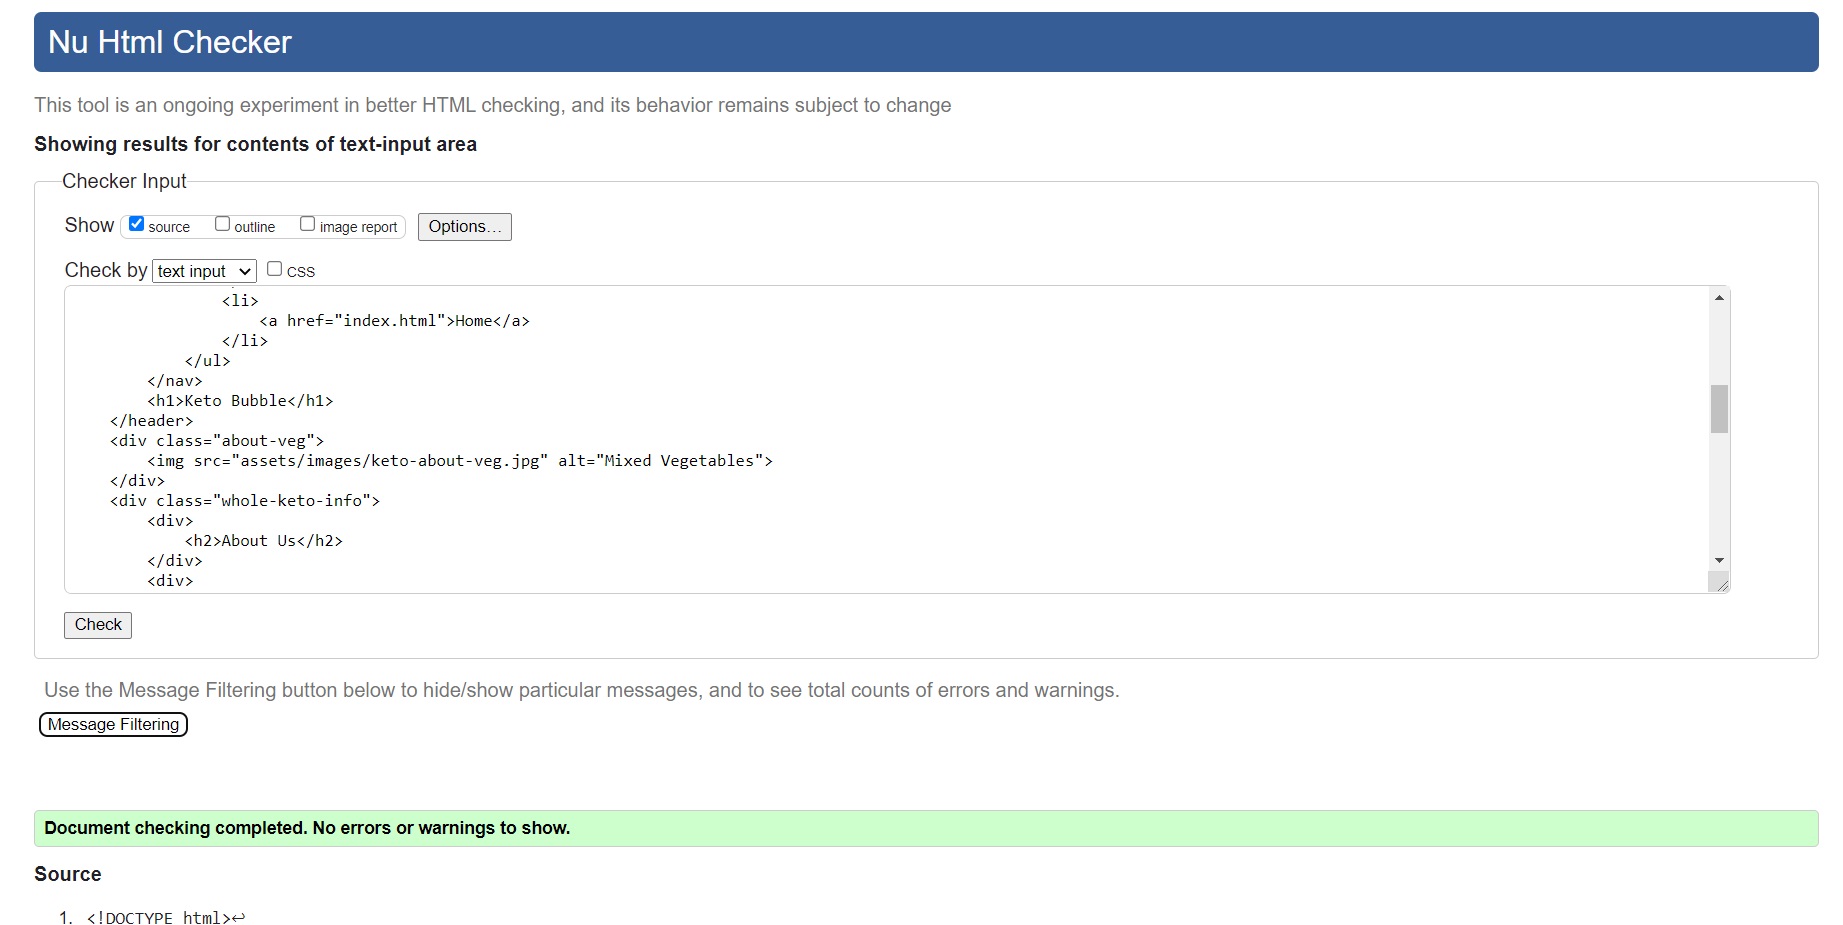 Nu Html Checker
This tool is an ongoing experiment in better HTML checking, and its behavior remains subject to change
Showing results for contents of text-input area
Checker Input
Show source outline image report Options...
Check by text input CSS
<li>
<a href="index.html">Home</a>
</li>
</ul>
</nav>
<h1>Keto Bubble</h1>
</header>
<div class="about-veg">
<img src="assets/images/keto-about-veg.jpg" alt="Mixed Vegetables">
</div>
<div class="whole-keto-info">
<div>
<h2>About Us</h2>
</div>
<div>
Check
Use the Message Filtering button below to hide/show particular messages, and to see total counts of errors and warnings.
Message Filtering
Document checking completed. No errors or warnings to show.
Source
1. <!DOCTYPE html>↩